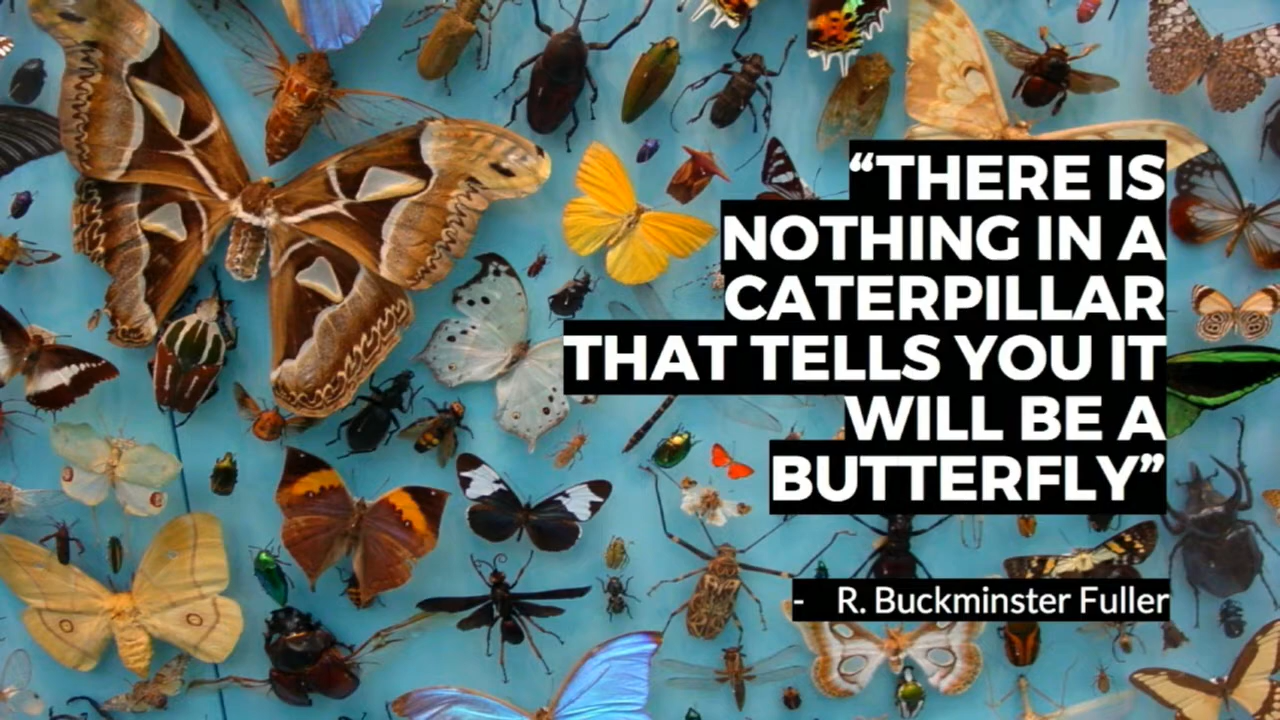 “THERE IS
NOTHING IN A
CATERPILLAR
THAT TELLS YOU IT
WILL BE A
BUTTERFLY”
- R. Buckminster Fuller